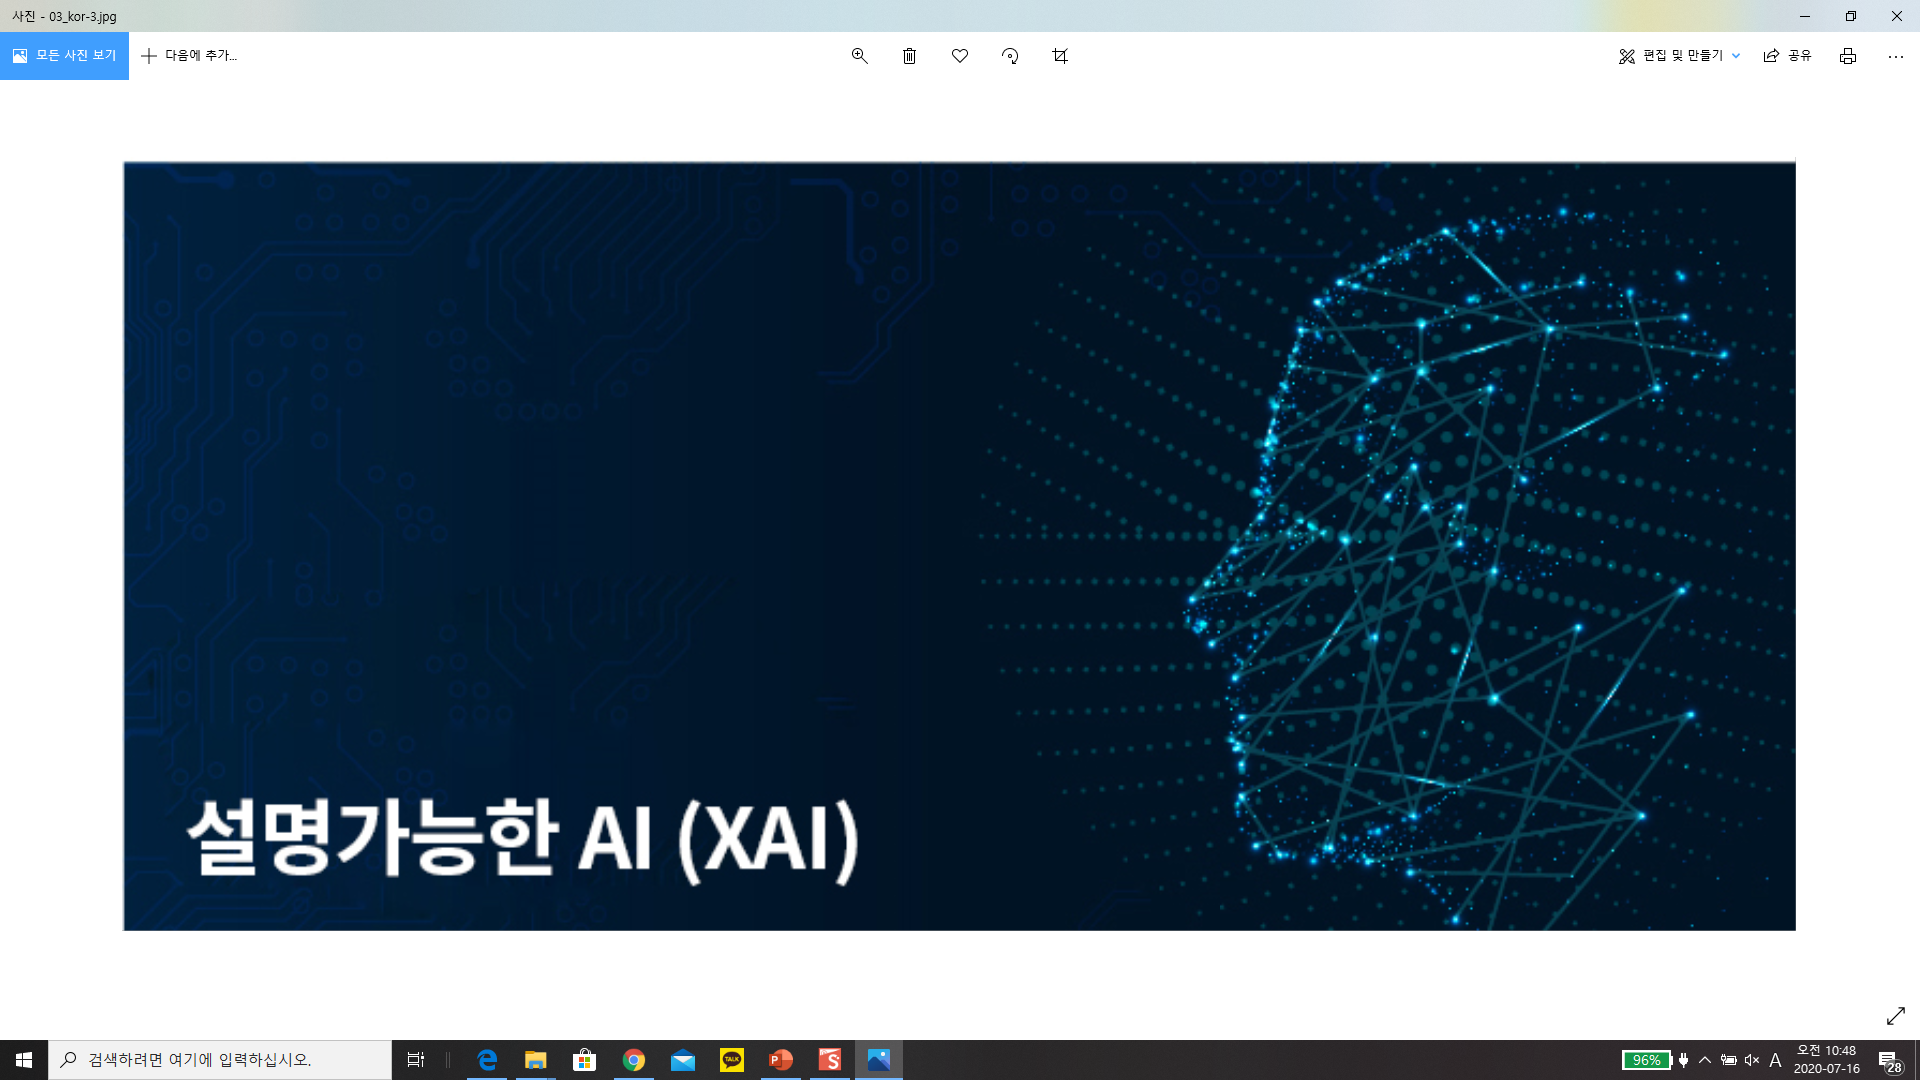 사진 - 03_kor-3.jpg
모든 사진 보기
다음에 추가...
편집 및 만들기
공유
설명가능한 AI (XAI)
검색하려면 여기에 입력하십시오.
TALK
P
S
96%
A
오전 10:48
2020-07-16
28